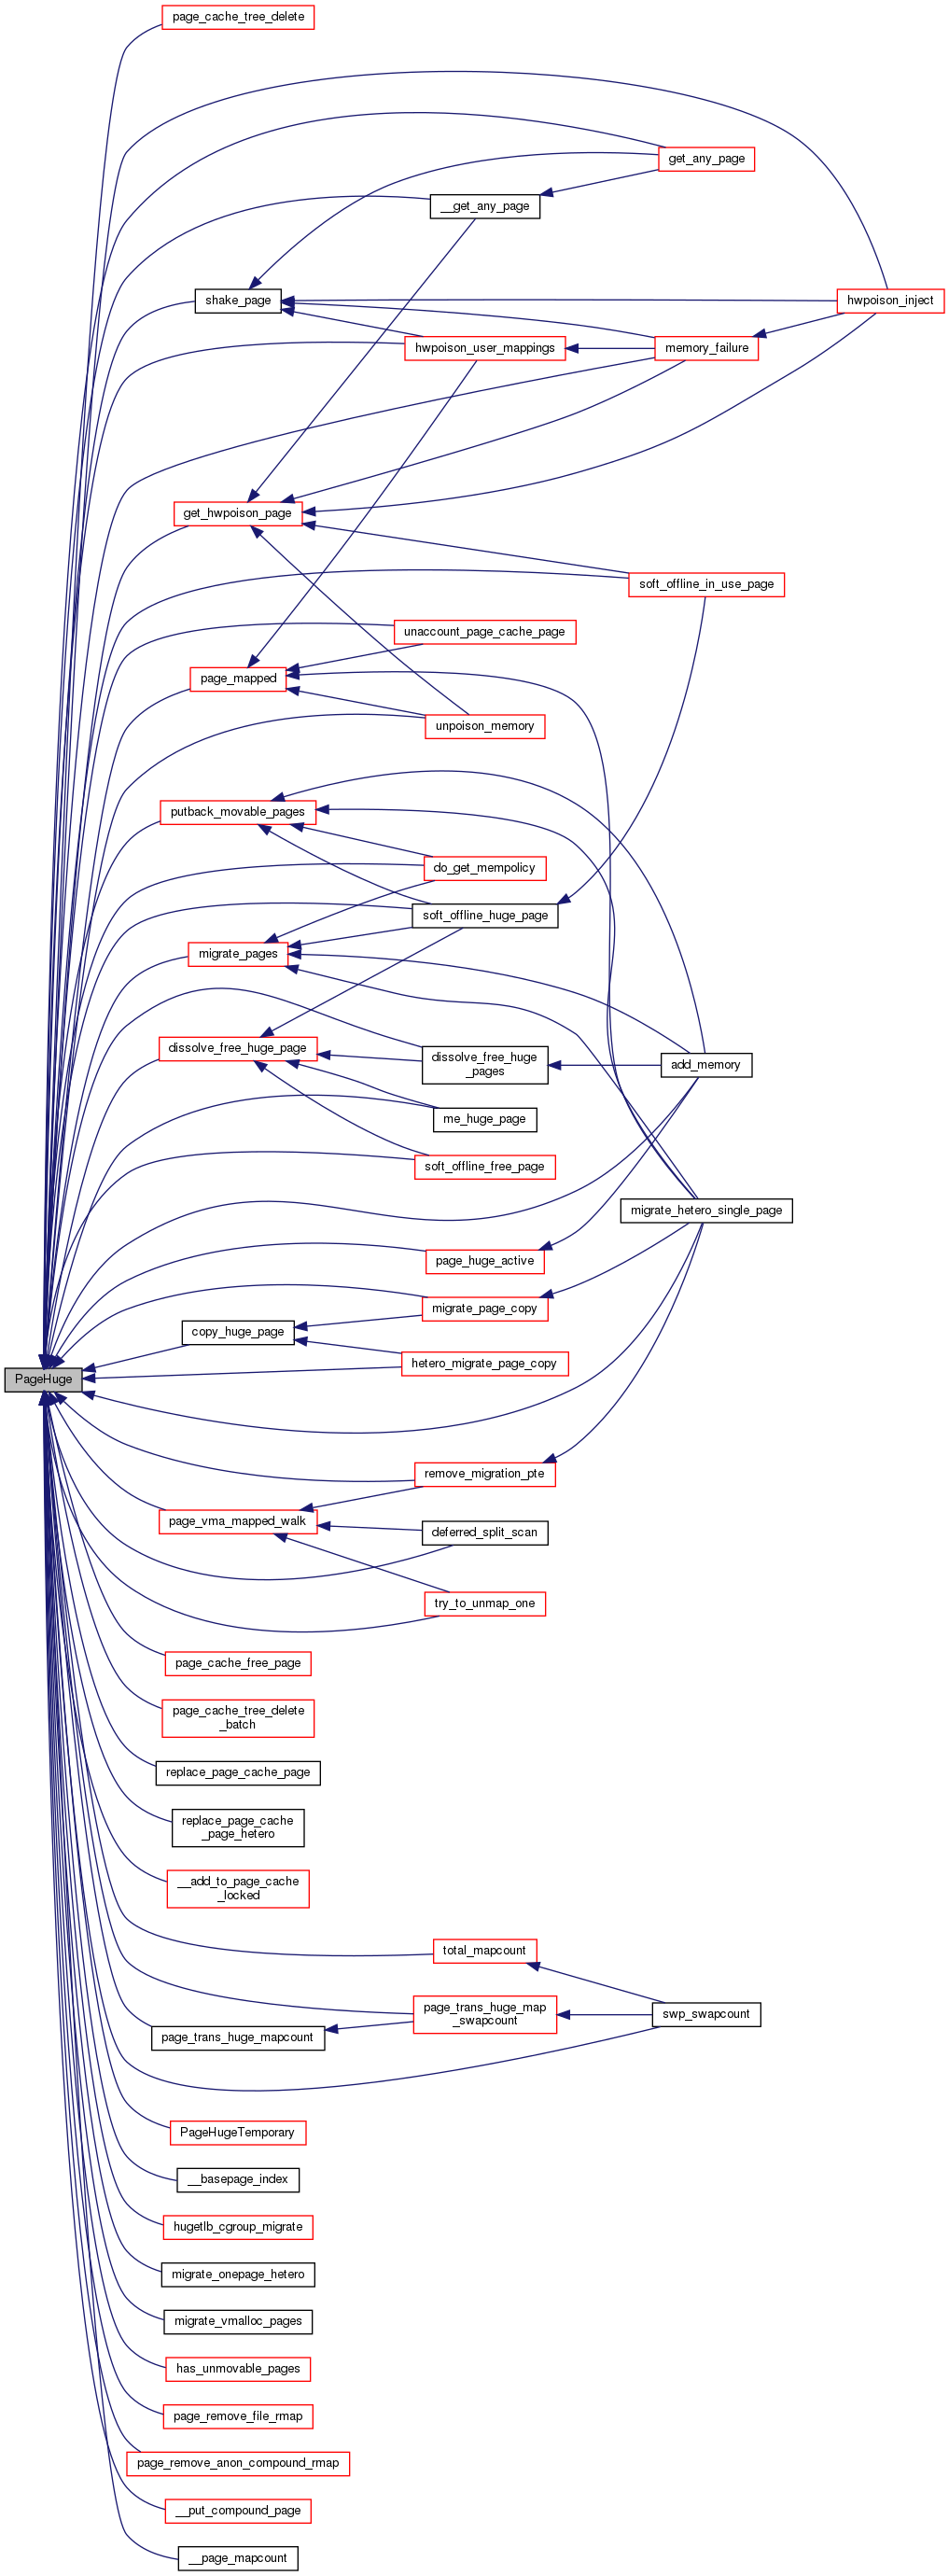 page_cache_tree_delete
get_any_page
__get_any_page
shake_page
hwpoison_inject
hwpoison_user_mappings
memory_failure
get_hwpoison_page
soft_offline_in_use_page
unaccount_page_cache_page
page_mapped
unpoison_memory
putback_movable_pages
do_get_mempolicy
soft_offline_huge_page
migrate_pages
dissolve_free_huge_page
dissolve_free_huge
_pages
add_memory
me_huge_page
soft_offline_free_page
migrate_hetero_single_page
page_huge_active
migrate_page_copy
copy_huge_page
hetero_migrate_page_copy
PageHuge
remove_migration_pte
page_vma_mapped_walk
deferred_split_scan
try_to_unmap_one
page_cache_free_page
page_cache_tree_delete
_batch
replace_page_cache_page
replace_page_cache
_page_hetero
__add_to_page_cache
_locked
total_mapcount
page_trans_huge_map
_swapcount
swp_swapcount
page_trans_huge_mapcount
PageHugeTemporary
__basepage_index
hugetlb_cgroup_migrate
migrate_onepage_hetero
migrate_vmalloc_pages
has_unmovable_pages
page_remove_file_rmap
page_remove_anon_compound_rmap
__put_compound_page
__page_mapcount